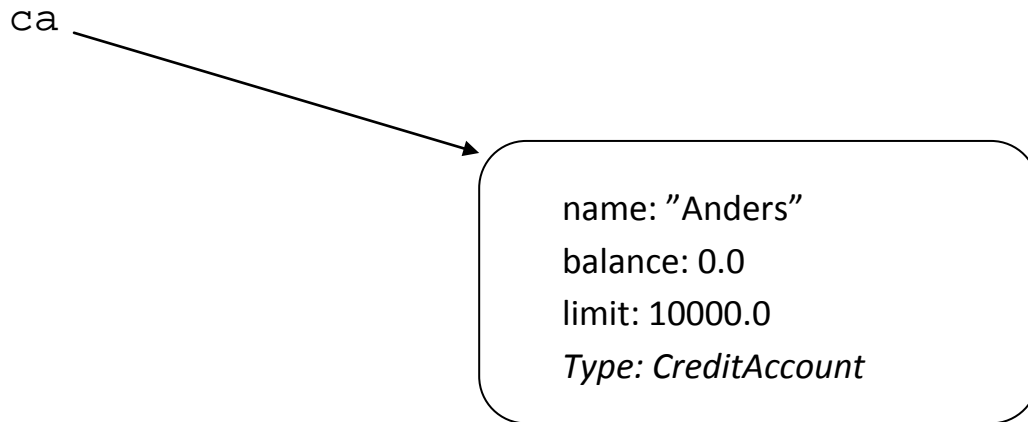 ca
name: ”Anders”
balance: 0.0
limit: 10000.0
Type: CreditAccount